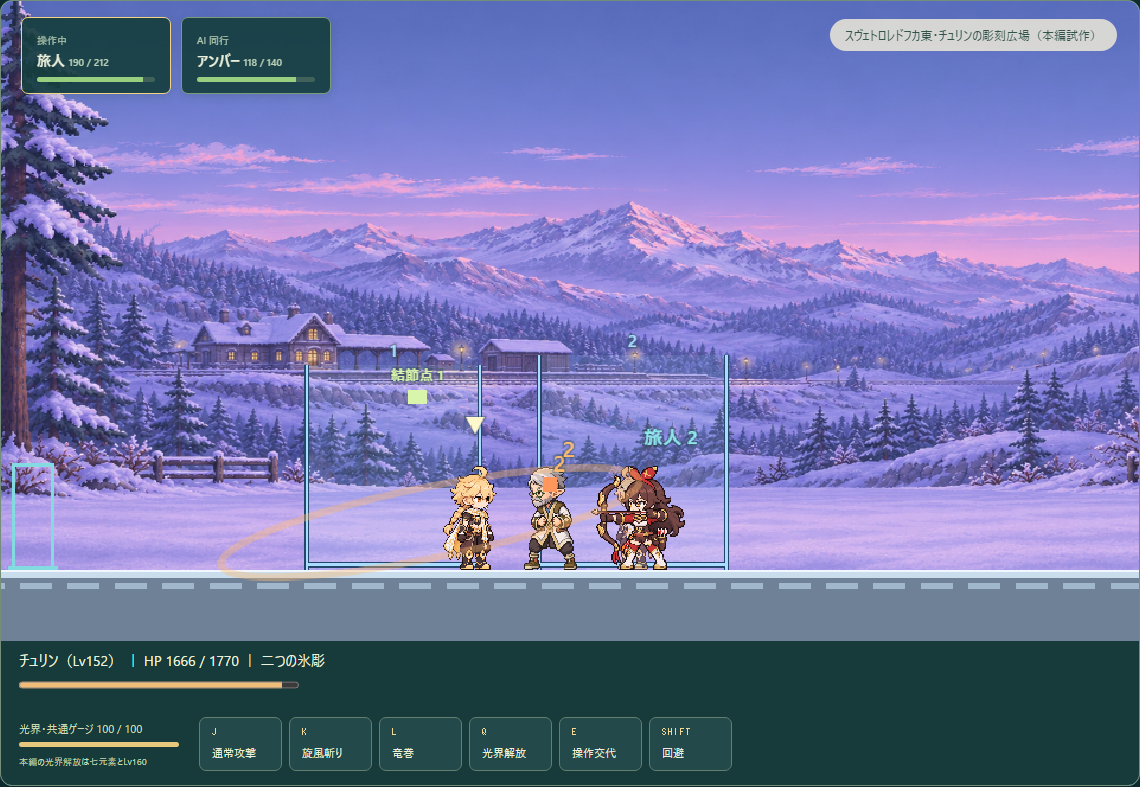 操作中
旅人 190 / 212
AI 同行
アンバー 118 / 140
スヴェトロレドフカ東・チュリンの彫刻広場（本編試作）
1
2
結節点 1
旅人 2
2
2
チュリン（Lv152） | HP 1666 / 1770 | 二つの氷彫
光界・共通ゲージ 100 / 100
本編の光界解放は七元素とLv160
J
通常攻撃
K
旋風斬り
L
竜巻
Q
光界解放
E
操作交代
SHIFT
回避